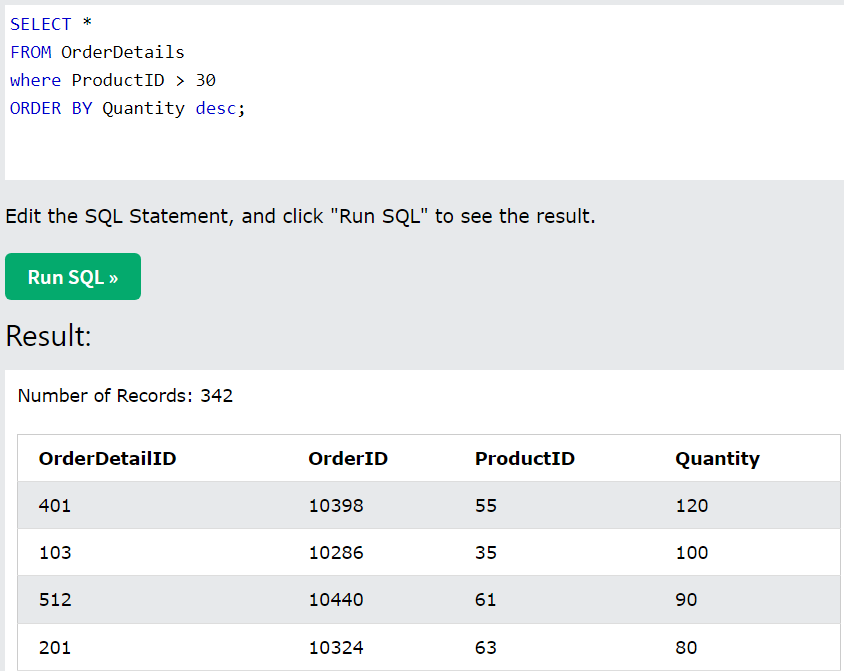 SELECT *
FROM OrderDetails
where ProductID > 30
ORDER BY Quantity desc;
Edit the SQL Statement, and click "Run SQL" to see the result.
Run SQL »
Result:
Number of Records: 342
OrderDetailID OrderID ProductID Quantity
401 10398 55 120
103 10286 35 100
512 10440 61 90
201 10324 63 80